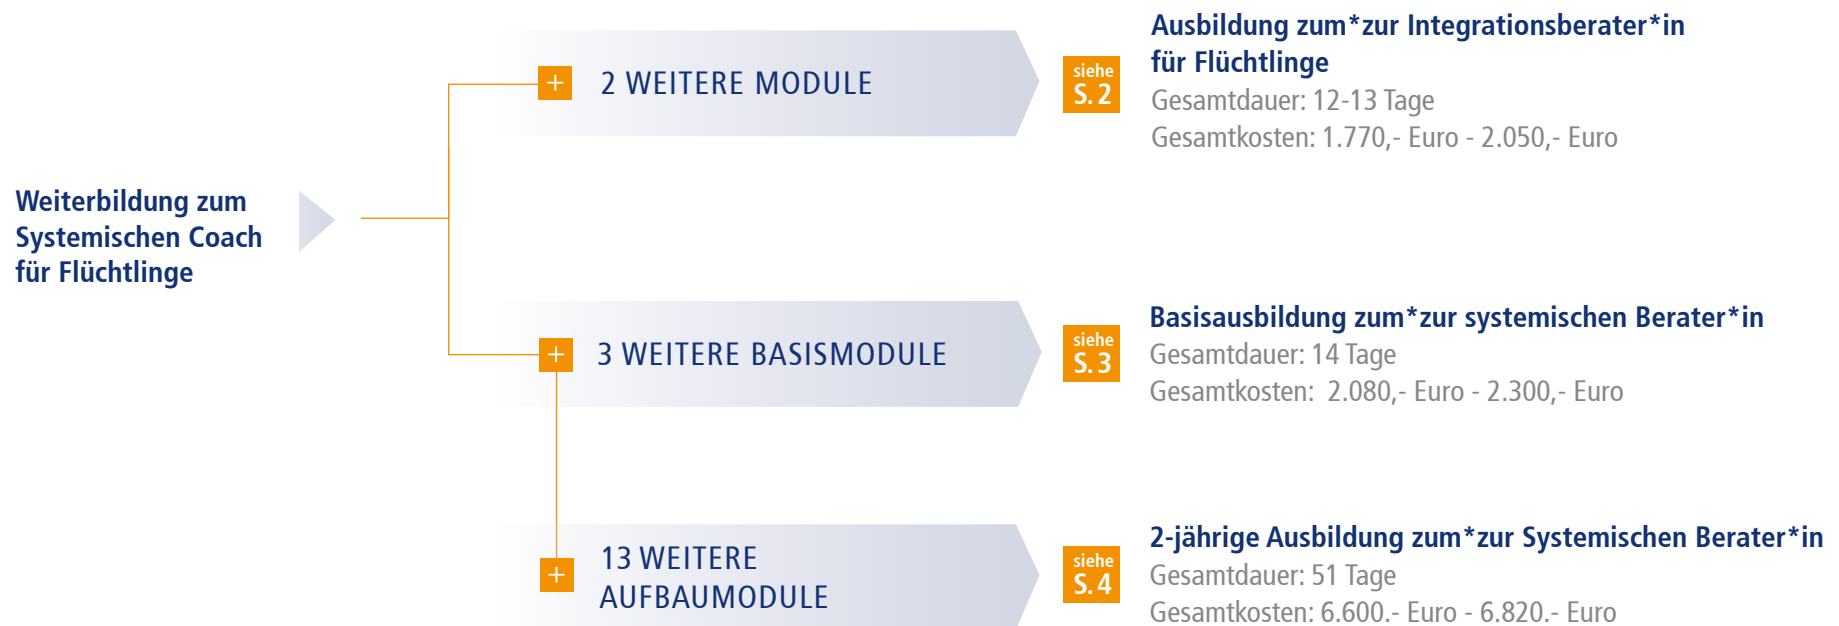 Weiterbildung zum
Systemischen Coach
für Flüchtlinge
+
2 WEITERE MODULE
siehe
S. 2
Ausbildung zum*zur Integrationsberater*in
für Flüchtlinge
Gesamtdauer: 12-13 Tage
Gesamtkosten: 1.770,- Euro - 2.050,- Euro
+
3 WEITERE BASISMODULE
siehe
S. 3
Basisausbildung zum*zur systemischen Berater*in
Gesamtdauer: 14 Tage
Gesamtkosten:  2.080,- Euro - 2.300,- Euro
+
13 WEITERE
AUFBAUMODULE
siehe
S. 4
2-jährige Ausbildung zum*zur Systemischen Berater*in
Gesamtdauer: 51 Tage
Gesamtkosten: 6.600.- Euro - 6.820.- Euro